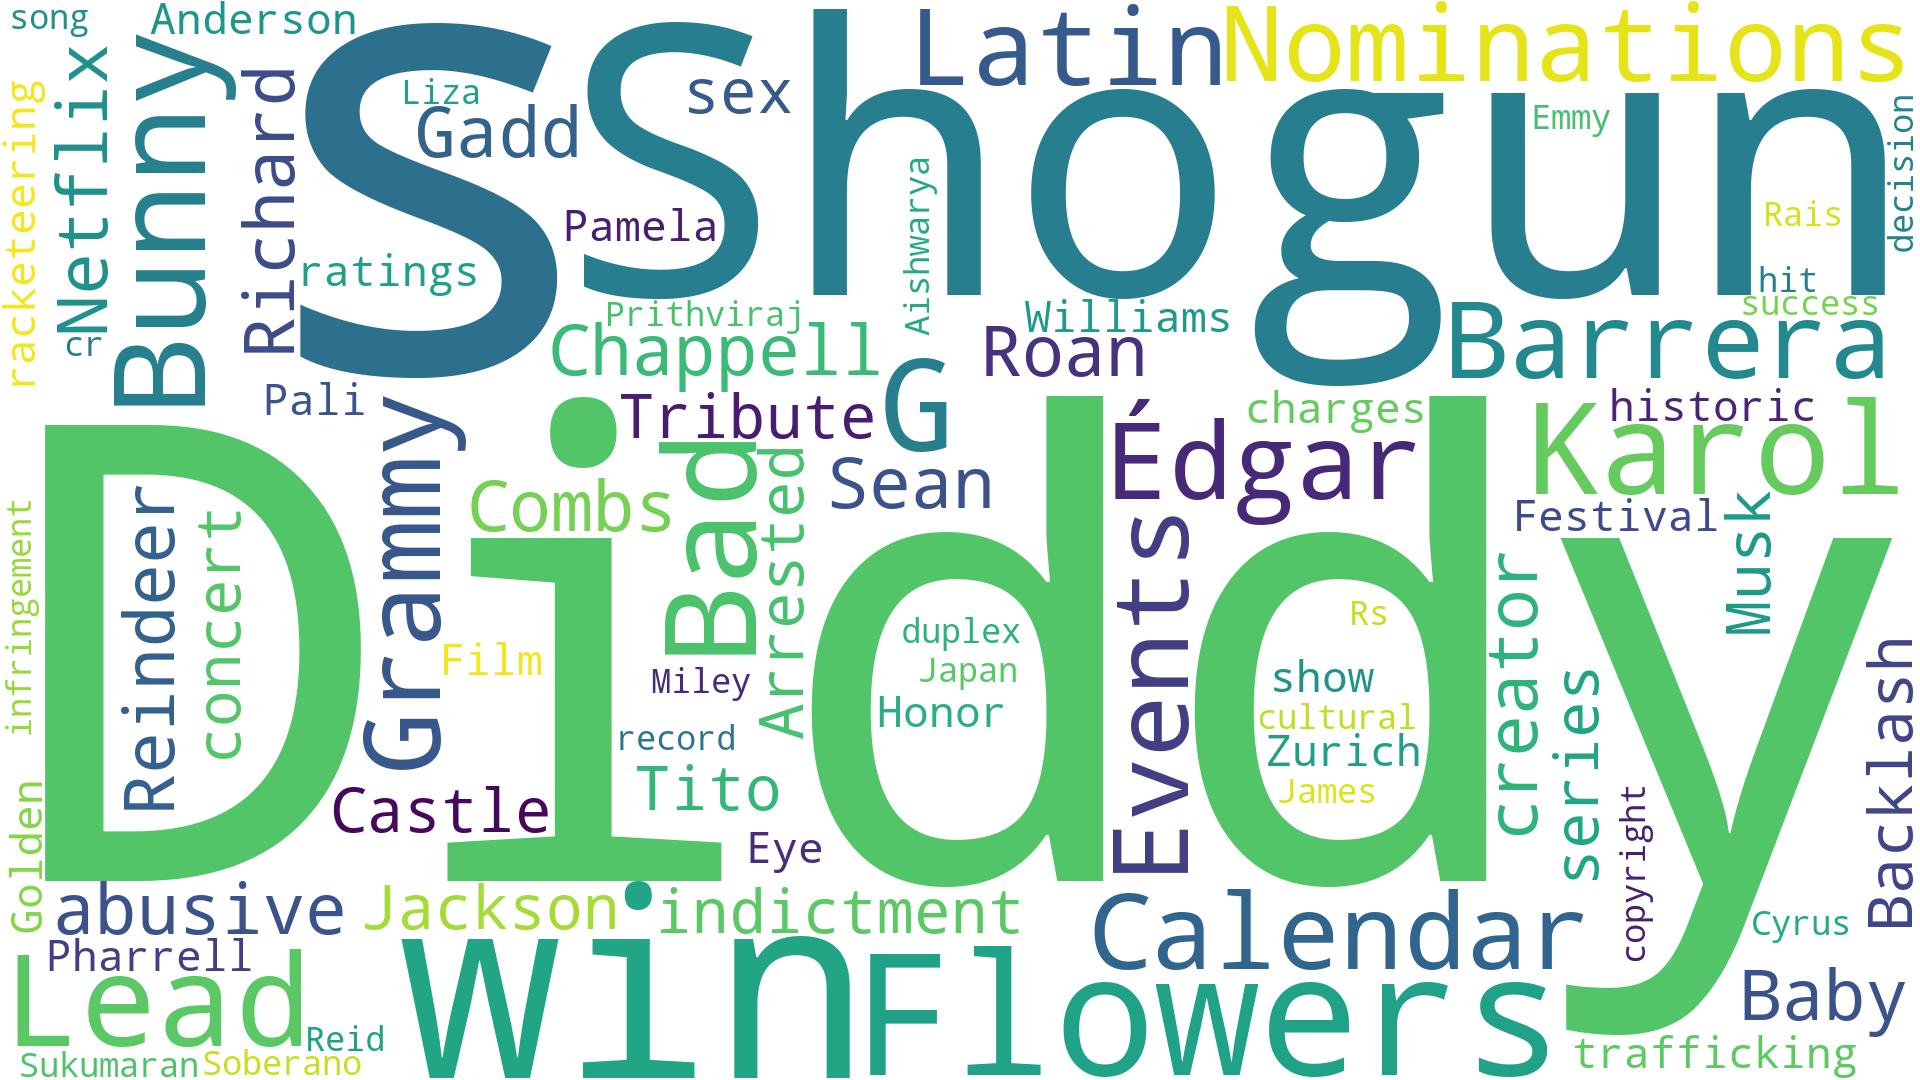 song
Anderson
Latin
Nominations
Netflix
Bunny
Richard
S
Liza
Gadd
sex
Shogun
Emmy
decision
racketeering
Pamela
Aishwarya
Rais
ratings
hit
success
cr
Prithviraj
Williams
Chappell
Roan
Barrera
Pali
Tribute
G
charges
historic
Karol
Grammy
Bad
Arrested
Sean
Édgar
Combs
Festival
Musk
Reindeer
concert
infringement
Diddy
Film
Miley
duplex
Japan
Honor
Events
Rs
show
cultural
Zurich
James
creator
series
Backlash
record
Tito
Castle
Eye
Golden
copyright
abusive
Jackson
indictment
Calendar
Cyrus
Pharrell
Lead
win
Flowers
Baby
Reid
Sukumaran
Soberano
trafficking